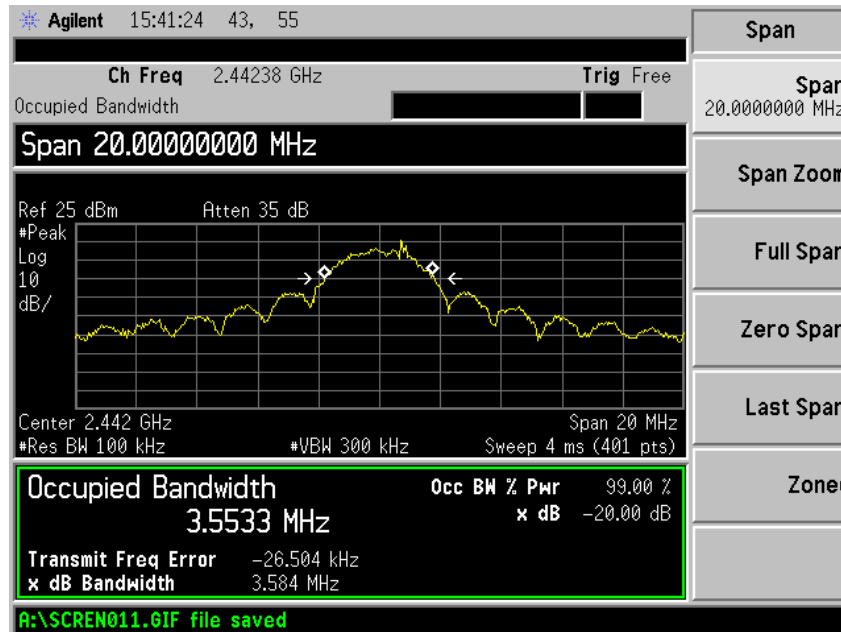 Agilent 15:41:24 43, 55
Ch Freq 2.44238 GHz Trig Free
Occupied Bandwidth
Span 20.00000000 MHz
Ref 25 dBm Atten 35 dB
#Peak
Log
10
dB/
Center 2.442 GHz Span 20 MHz
#Res BW 100 kHz #VBW 300 kHz Sweep 4 ms (401 pts)
Occupied Bandwidth Occ BW % Pwr 99.00 %
3.5533 MHz x dB -20.00 dB
Transmit Freq Error -26.504 kHz
x dB Bandwidth 3.584 MHz
A:\SCREN011.GIF file saved
Span
Span
20.0000000 MHz
Span Zoom
Full Span
Zero Span
Last Span
Zone